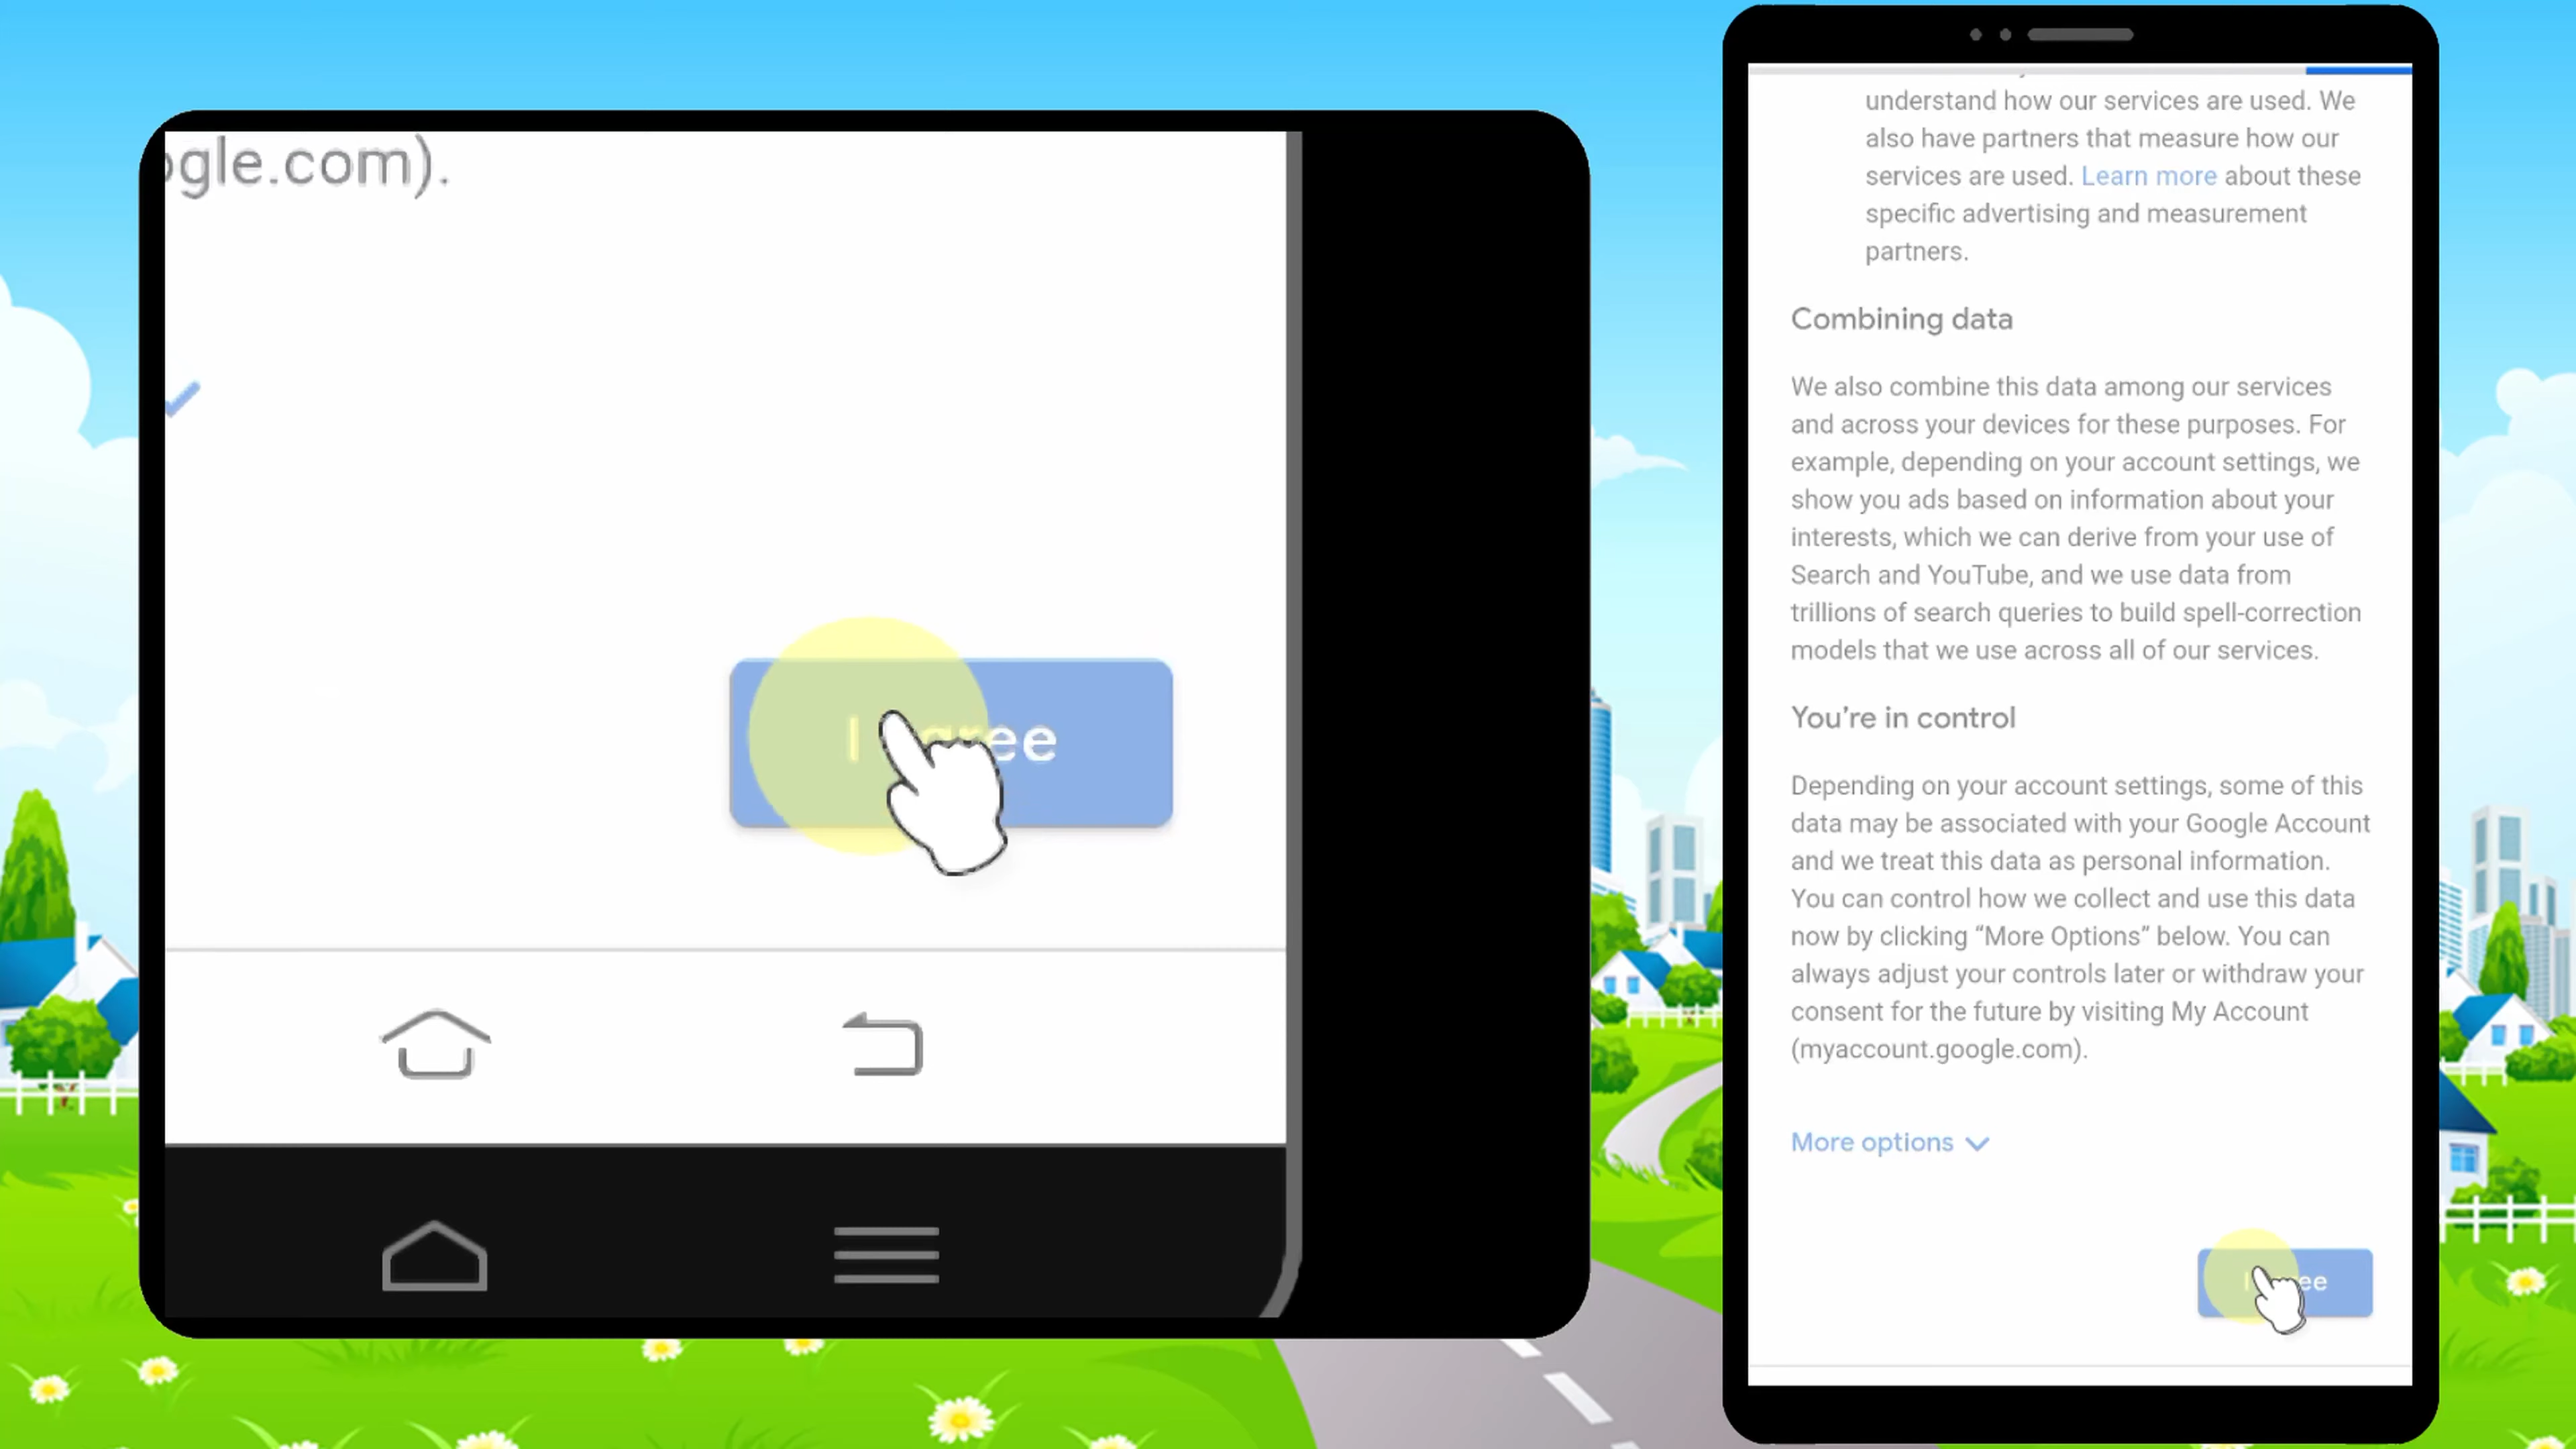 ogle.com).
I agree
understand how our services are used. We
also have partners that measure how our
services are used. Learn more about these
specific advertising and measurement
partners.
Combining data
We also combine this data among our services
and across your devices for these purposes. For
example, depending on your account settings, we
show you ads based on information about your
interests, which we can derive from your use of
Search and YouTube, and we use data from
trillions of search queries to build spell-correction
models that we use across all of our services.
You're in control
Depending on your account settings, some of this
data may be associated with your Google Account
and we treat this data as personal information.
You can control how we collect and use this data
now by clicking “More Options” below. You can
always adjust your controls later or withdraw your
consent for the future by visiting My Account
(myaccount.google.com).
More options
I agree